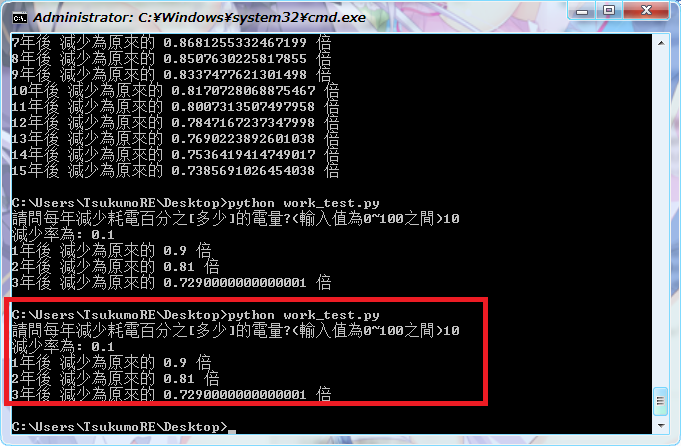 Administrator: C:¥Windows¥system32¥cmd.exe
7年後 減少為原來的 0.8681255332467199 倍
8年後 減少為原來的 0.8507630225817855 倍
9年後 減少為原來的 0.8337477621301498 倍
10年後 減少為原來的 0.8170728068875467 倍
11年後 減少為原來的 0.8007313507497958 倍
12年後 減少為原來的 0.7847167237347998 倍
13年後 減少為原來的 0.7690223892601038 倍
14年後 減少為原來的 0.7536419414749017 倍
15年後 減少為原來的 0.7385691026454038 倍
C:\Users\TsukumoRE\Desktop>python work_test.py
請問每年減少耗電百分之[多少]的電量?(輸入值為0~100之間)10
減少率為: 0.1
1年後 減少為原來的 0.9 倍
2年後 減少為原來的 0.81 倍
3年後 減少為原來的 0.7290000000000001 倍
C:\Users\TsukumoRE\Desktop>python work_test.py
請問每年減少耗電百分之[多少]的電量?(輸入值為0~100之間)10
減少率為: 0.1
1年後 減少為原來的 0.9 倍
2年後 減少為原來的 0.81 倍
3年後 減少為原來的 0.7290000000000001 倍
C:\Users\TsukumoRE\Desktop>_